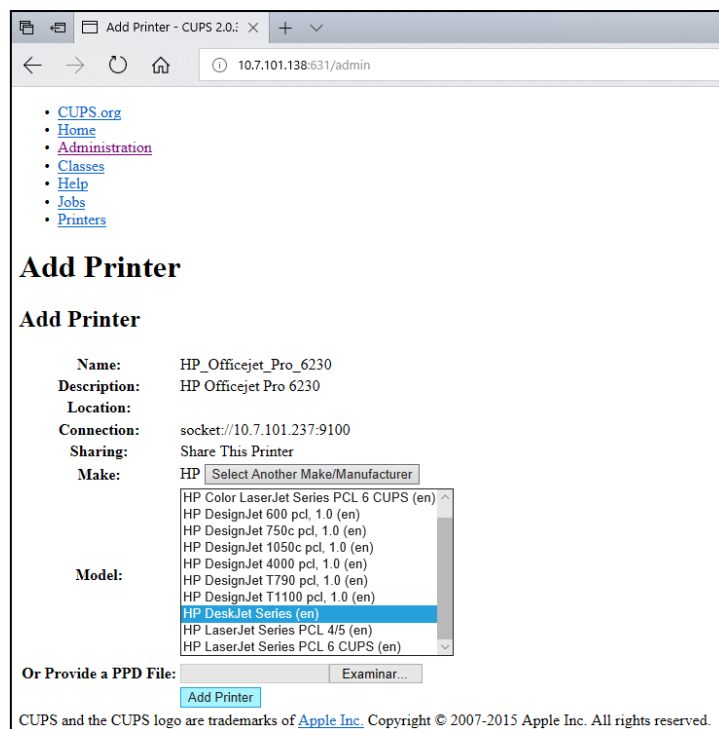 Add Printer - CUPS 2.0.:
10.7.101.138:631/admin
• CUPS.org
• Home
• Administration
• Classes
• Help
• Jobs
• Printers
Add Printer
Add Printer
Name: HP_Officejet_Pro_6230
Description: HP Officejet Pro 6230
Location:
Connection: socket://10.7.101.237:9100
Sharing: Share This Printer
Make: HP Select Another Make/Manufacturer
HP Color LaserJet Series PCL 6 CUPS (en)
HP DesignJet 600 pcl, 1.0 (en)
HP DesignJet 750c pcl, 1.0 (en)
HP DesignJet 1050c pcl, 1.0 (en)
HP DesignJet 4000 pcl, 1.0 (en)
Model:
HP DesignJet T790 pcl, 1.0 (en)
HP DesignJet T1100 pcl, 1.0 (en)
HP DeskJet Series (en)
HP LaserJet Series PCL 4/5 (en)
HP LaserJet Series PCL 6 CUPS (en)
Or Provide a PPD File: Examinar...
Add Printer
CUPS and the CUPS logo are trademarks of Apple Inc. Copyright © 2007-2015 Apple Inc. All rights reserved.